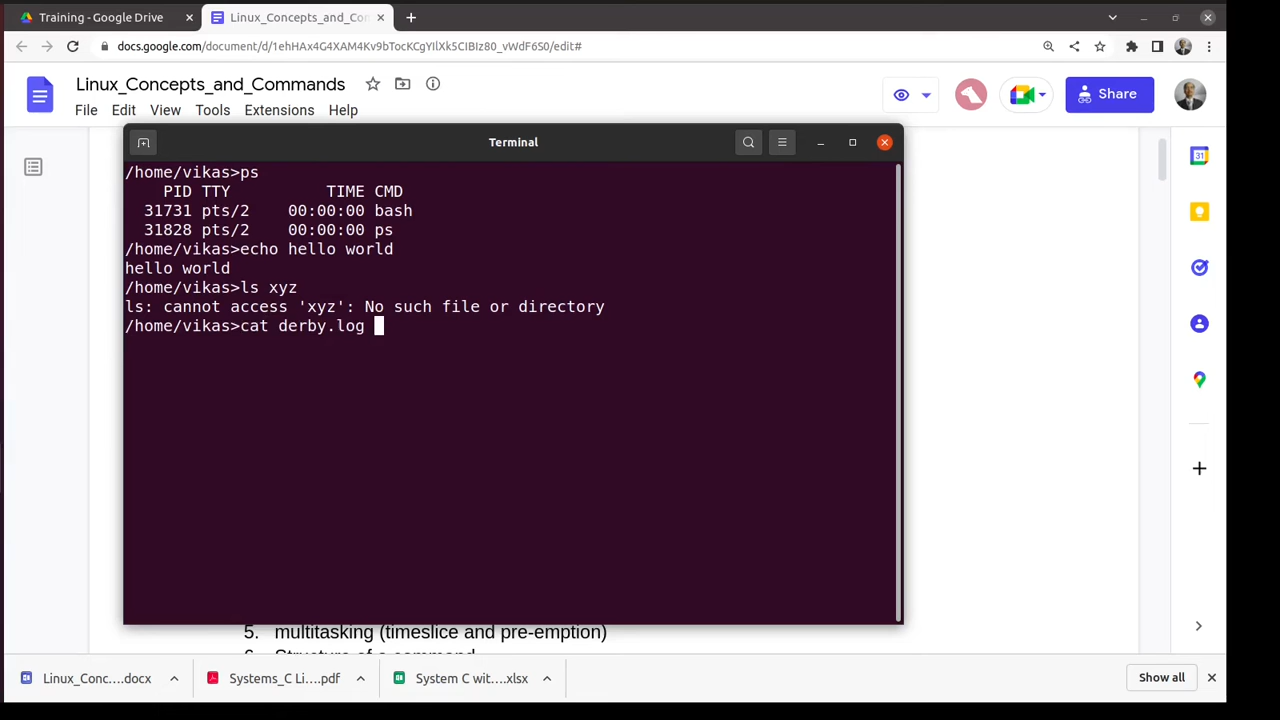 Training - Google Drive
Linux_Concepts_and_Con
docs.google.com/document/d/1ehHAx4G4XAM4Kv9bTocKCgYIlXk5CIBIz80_vWdF6S0/edit#
Linux_Concepts_and_Commands
File Edit View Tools Extensions Help
Share
Terminal
/home/vikas>ps
PID TTY TIME CMD
31731 pts/2 00:00:00 bash
31828 pts/2 00:00:00 ps
/home/vikas>echo hello world
hello world
/home/vikas>ls xyz
ls: cannot access 'xyz': No such file or directory
/home/vikas>cat derby.log
31
5. multitasking (timeslice and pre-emption)
6. Structure of a command
Linux_Conc....docx
Systems_C Li....pdf
System C wit....xlsx
Show all